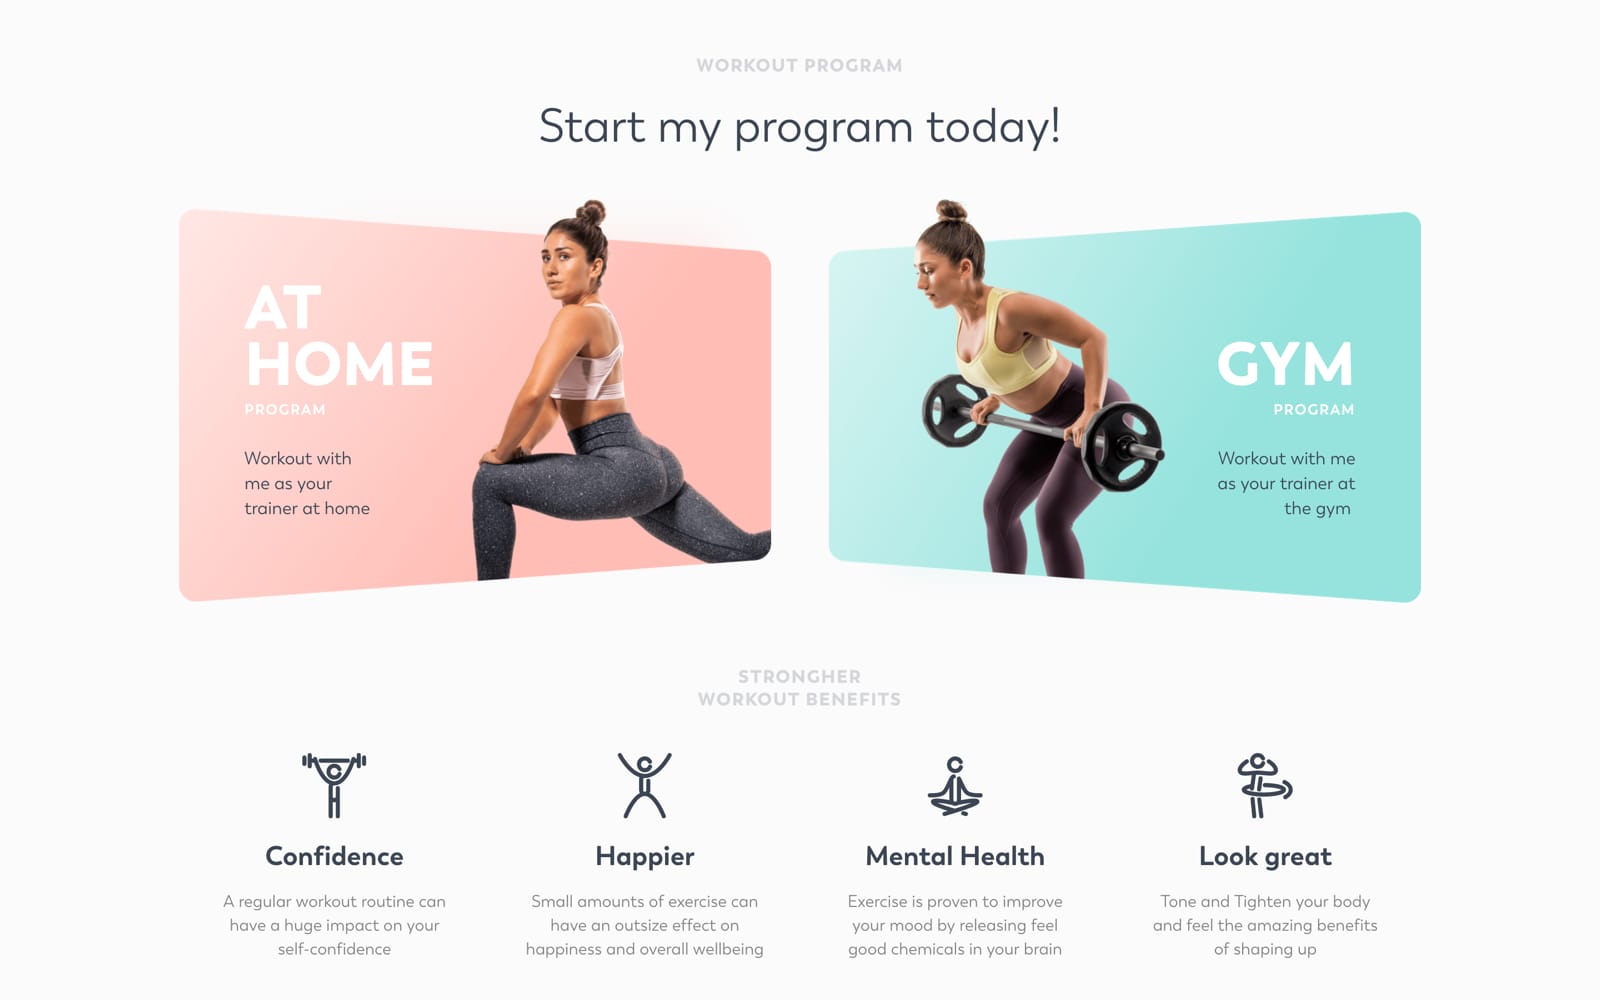 WORKOUT PROGRAM
Start my program today!
AT
HOME
PROGRAM
Workout with
me as your
trainer at home
GYM
PROGRAM
Workout with me
as your trainer at
the gym
STRONGHER
WORKOUT BENEFITS
Confidence
A regular workout routine can
have a huge impact on your
self-confidence
Happier
Small amounts of exercise can
have an outsize effect on
happiness and overall wellbeing
Mental Health
Exercise is proven to improve
your mood by releasing feel
good chemicals in your brain
Look great
Tone and Tighten your body
and feel the amazing benefits
of shaping up